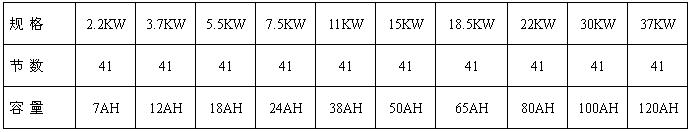 规 格 2.2KW 3.7KW 5.5KW 7.5KW 11KW 15KW 18.5KW 22KW 30KW 37KW
节 数 41 41 41 41 41 41 41 41 41 41
容 量 7AH 12AH 18AH 24AH 38AH 50AH 65AH 80AH 100AH 120AH